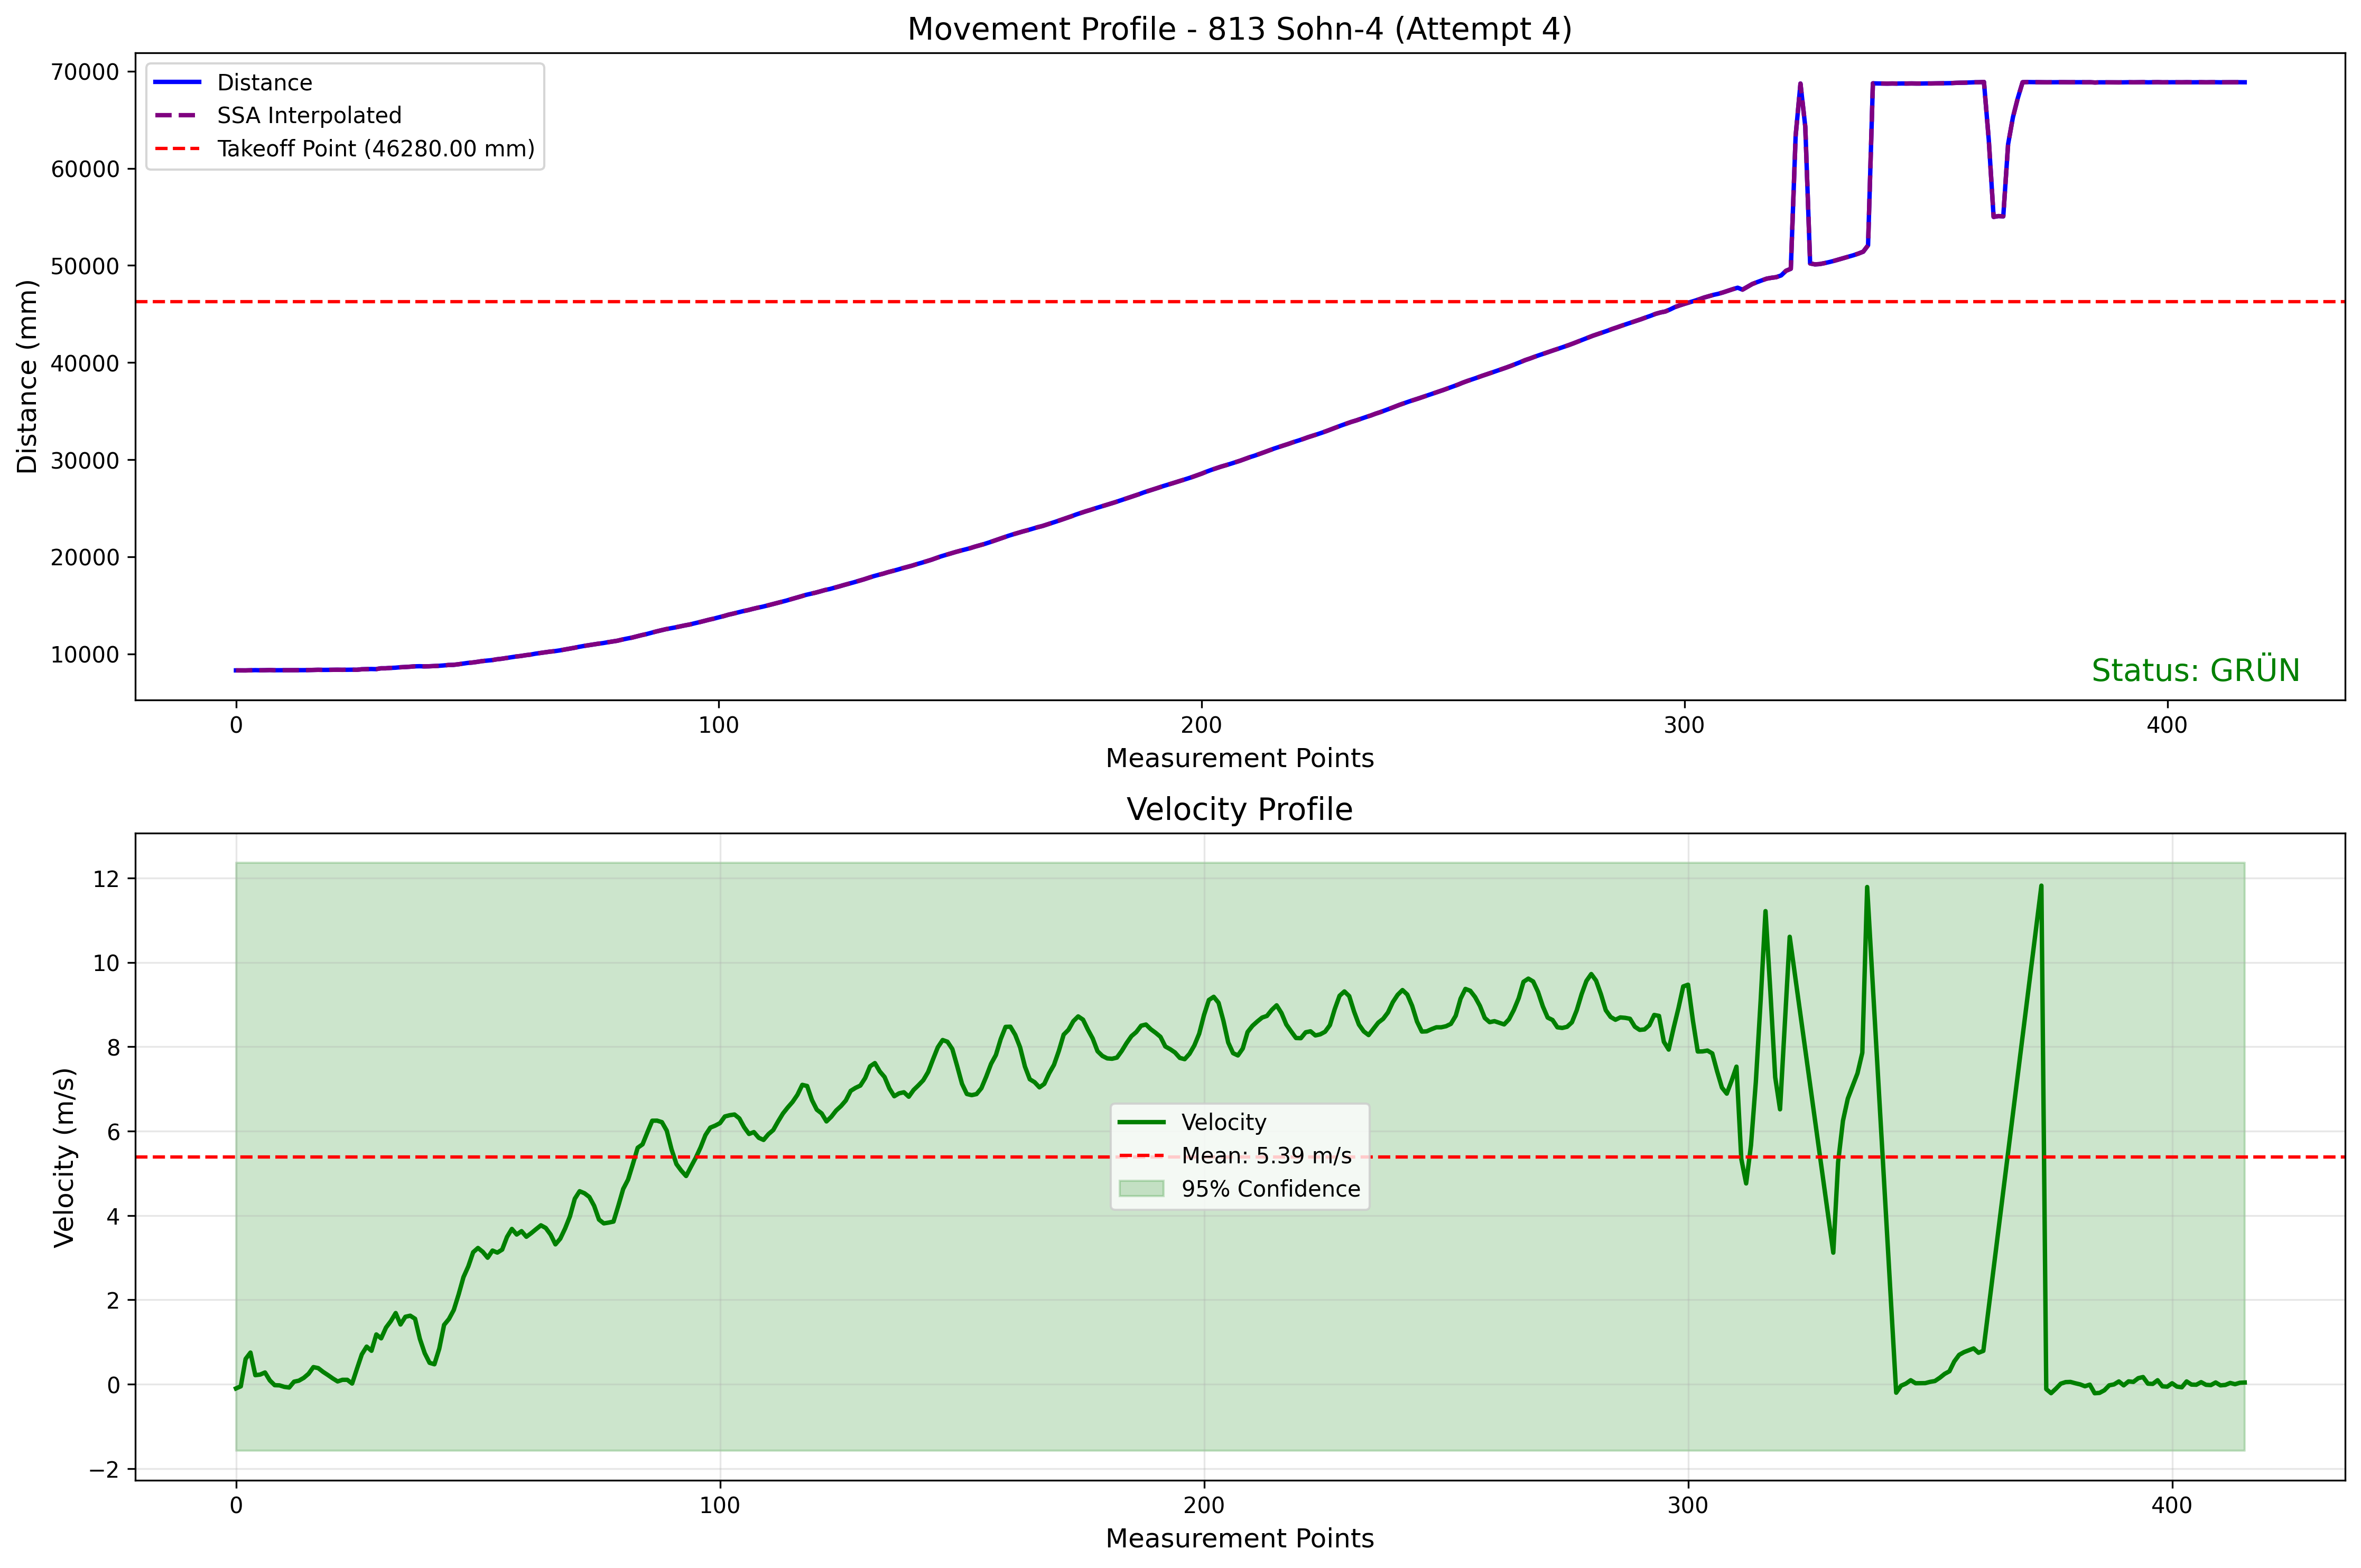 Movement Profile - 813 Sohn-4 (Attempt 4)
Distance
SSA Interpolated
Takeoff Point (46280.00 mm)
70000
60000
50000
40000
30000
20000
10000
Distance (mm)
Status: GRÜN
0 100 200 300 400
Measurement Points
Velocity Profile
12
10
8
6
4
2
0
−2
Velocity (m/s)
Velocity
Mean: 5.39 m/s
95% Confidence
0 100 200 300 400
Measurement Points